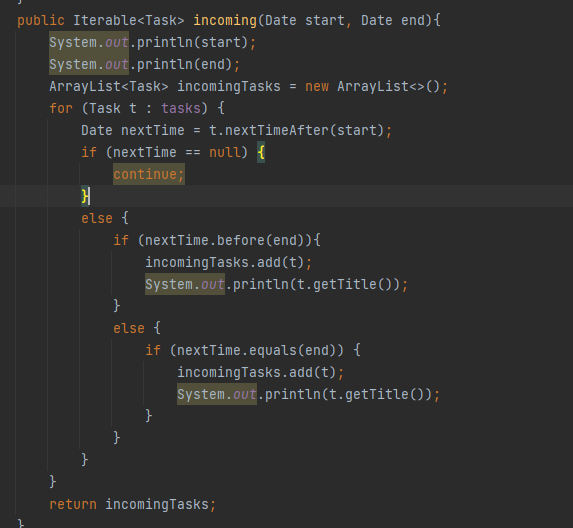 public Iterable<Task> incoming(Date start, Date end){
System.out.println(start);
System.out.println(end);
ArrayList<Task> incomingTasks = new ArrayList<>();
for (Task t : tasks) {
Date nextTime = t.nextTimeAfter(start);
if (nextTime == null) {
continue;
}
else {
if (nextTime.before(end)){
incomingTasks.add(t);
System.out.println(t.getTitle());
}
else {
if (nextTime.equals(end)) {
incomingTasks.add(t);
System.out.println(t.getTitle());
}
}
}
}
return incomingTasks;
}